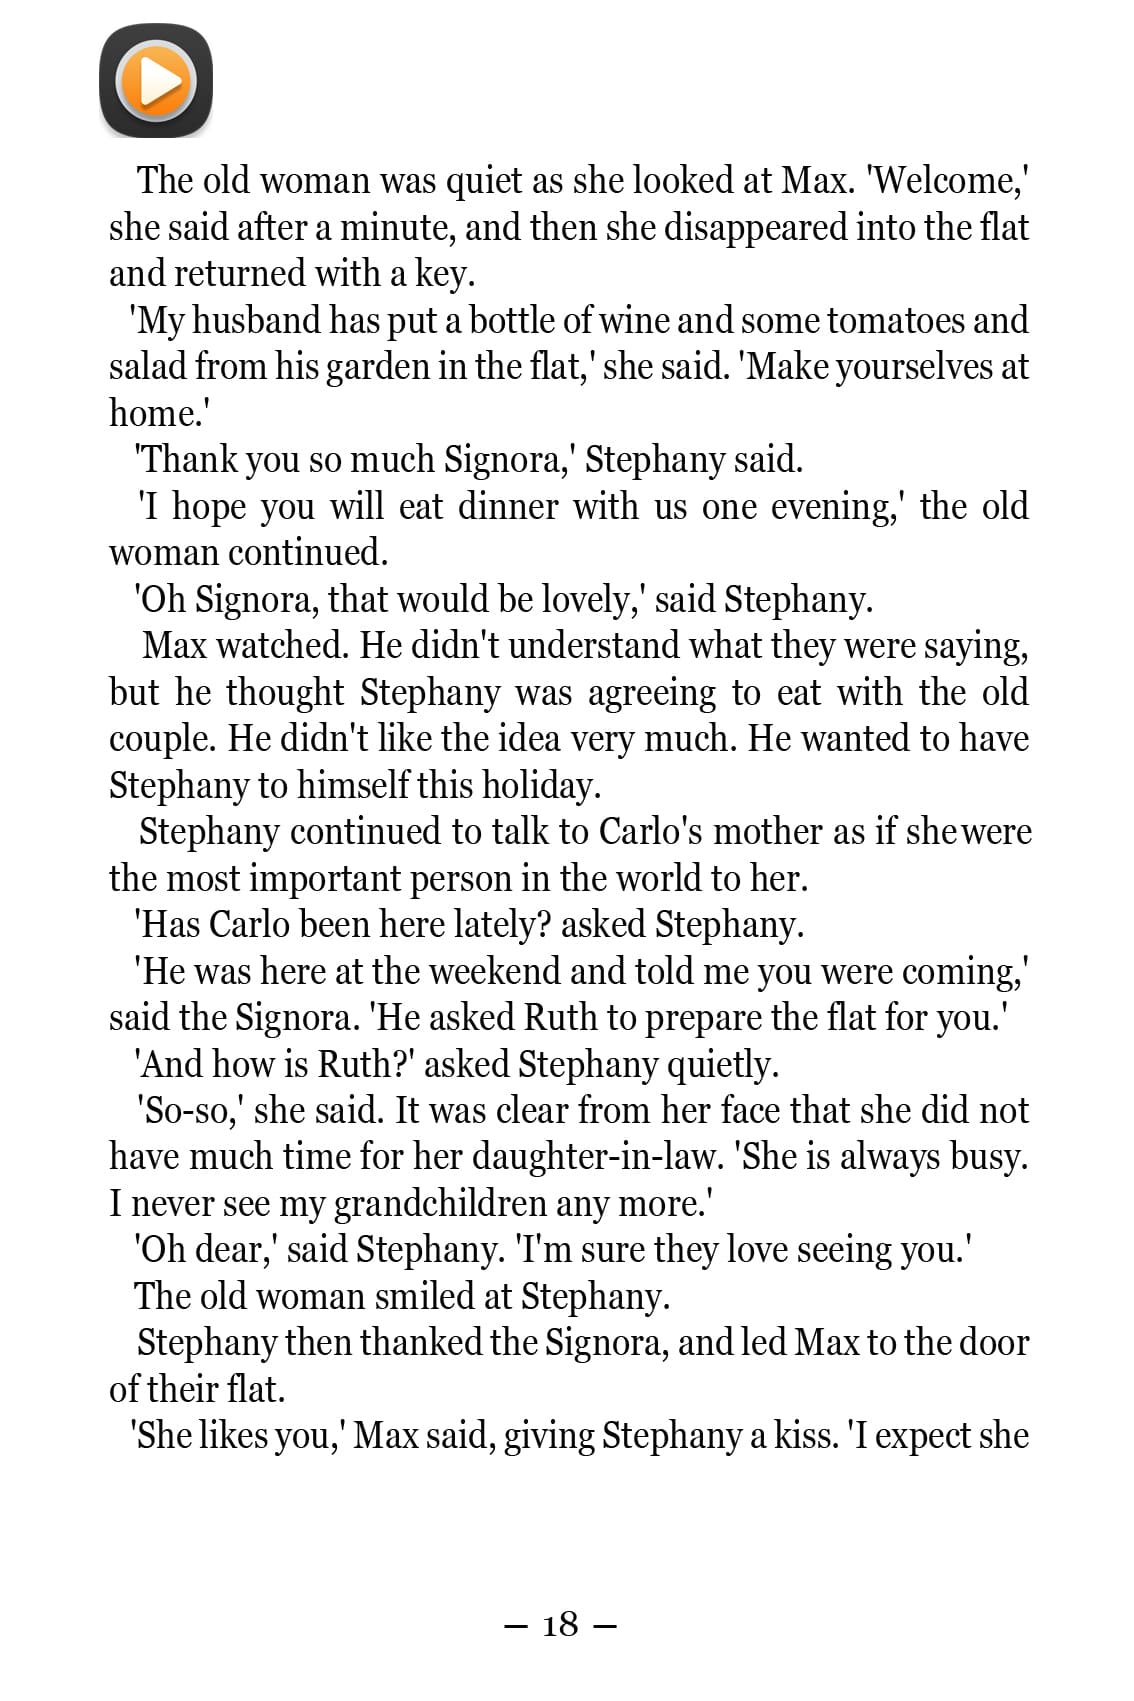 The old woman was quiet as she looked at Max. 'Welcome,'
she said after a minute, and then she disappeared into the flat
and returned with a key.
'My husband has put a bottle of wine and some tomatoes and
salad from his garden in the flat,' she said. 'Make yourselves at
home.'
'Thank you so much Signora,' Stephany said.
'I hope you will eat dinner with us one evening,' the old
woman continued.
'Oh Signora, that would be lovely,' said Stephany.
Max watched. He didn't understand what they were saying,
but he thought Stephany was agreeing to eat with the old
couple. He didn't like the idea very much. He wanted to have
Stephany to himself this holiday.
Stephany continued to talk to Carlo's mother as if she were
the most important person in the world to her.
'Has Carlo been here lately? asked Stephany.
'He was here at the weekend and told me you were coming,'
said the Signora. 'He asked Ruth to prepare the flat for you.'
'And how is Ruth?' asked Stephany quietly.
'So-so,' she said. It was clear from her face that she did not
have much time for her daughter-in-law. 'She is always busy.
I never see my grandchildren any more.'
'Oh dear,' said Stephany. 'I'm sure they love seeing you.'
The old woman smiled at Stephany.
Stephany then thanked the Signora, and led Max to the door
of their flat.
'She likes you,' Max said, giving Stephany a kiss. 'I expect she
– 18 –